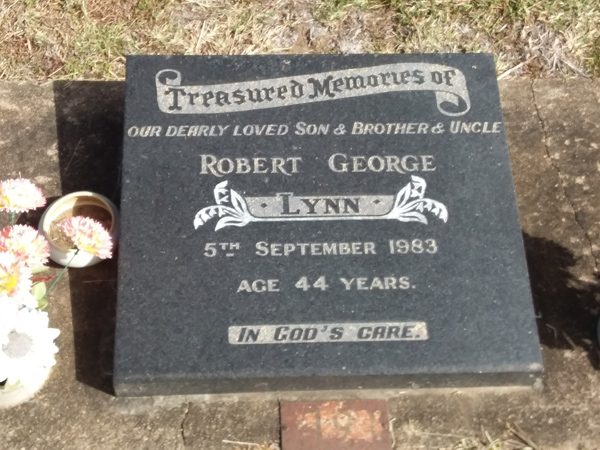 Treasured Memories of
OUR DEARLY LOVED SON & BROTHER & UNCLE
ROBERT GEORGE
· LYNN ·
5TH SEPTEMBER 1983
AGE 44 YEARS.
IN GOD'S CARE.